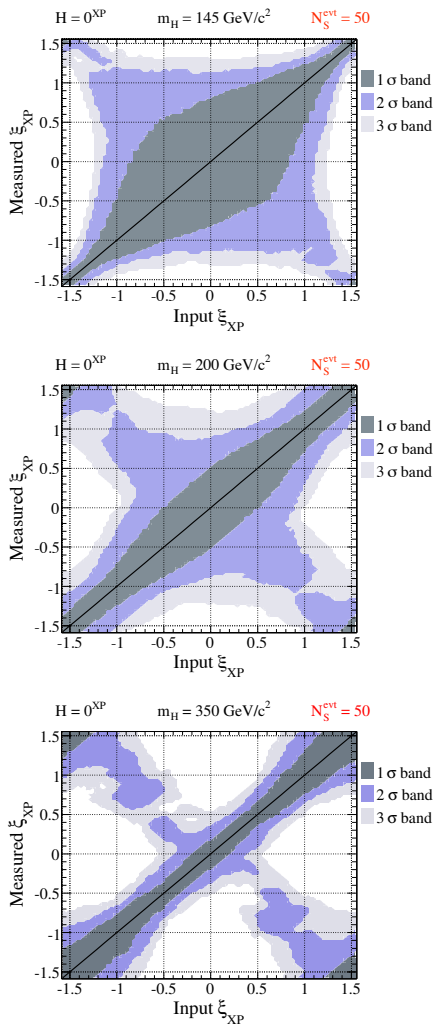 H = 0^XP m_H = 145 GeV/c² N_S^evt = 50
Measured ξ_XP
1.5
1
0.5
0
-0.5
-1
-1.5
-1.5 -1 -0.5 0 0.5 1 1.5
Input ξ_XP
1 σ band
2 σ band
3 σ band
H = 0^XP m_H = 200 GeV/c² N_S^evt = 50
Measured ξ_XP
1.5
1
0.5
0
-0.5
-1
-1.5
-1.5 -1 -0.5 0 0.5 1 1.5
Input ξ_XP
1 σ band
2 σ band
3 σ band
H = 0^XP m_H = 350 GeV/c² N_S^evt = 50
Measured ξ_XP
1.5
1
0.5
0
-0.5
-1
-1.5
-1.5 -1 -0.5 0 0.5 1 1.5
Input ξ_XP
1 σ band
2 σ band
3 σ band